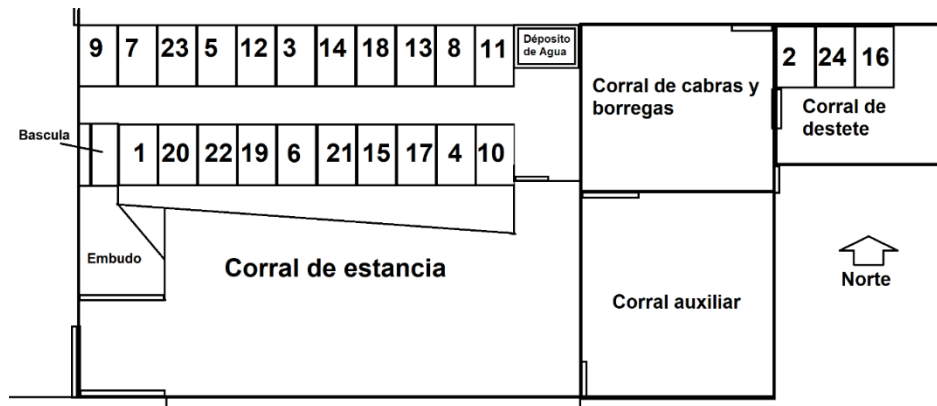 9 7 23 5 12 3 14 18 13 8 11
Déposito
de Agua
Corral de cabras y
borregas
2 24 16
Corral de
destete
Bascula
1 20 22 19 6 21 15 17 4 10
Embudo
Corral de estancia
Corral auxiliar
Norte